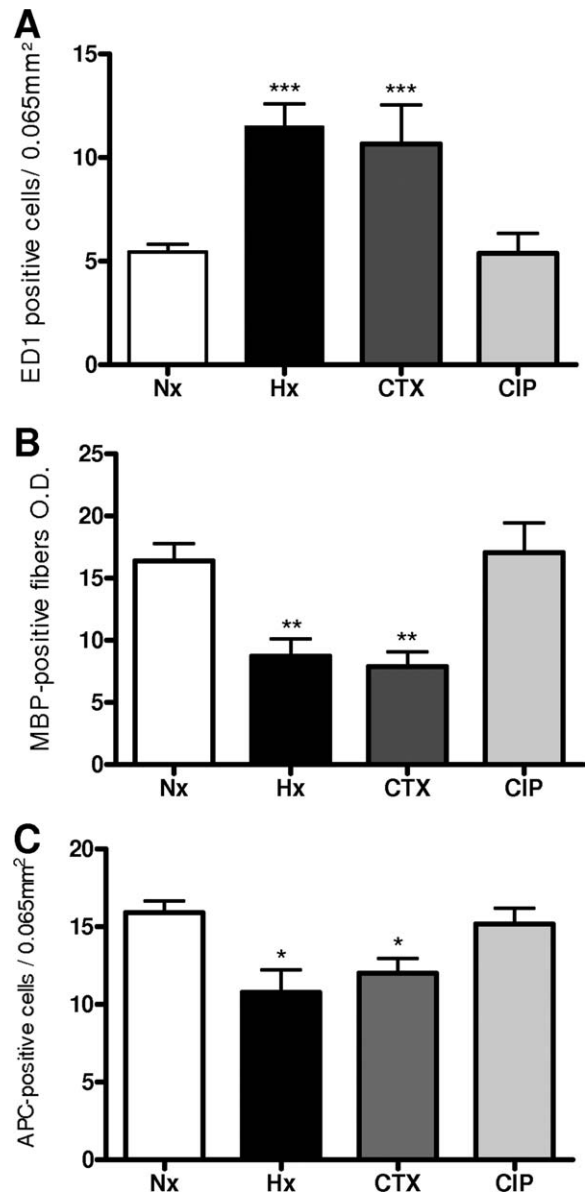 A
ED1 positive cells/ 0.065mm²
15
10
5
0
***
***
Nx Hx CTX CIP
B
MBP-positive fibers O.D.
25
20
15
10
5
0
**
**
Nx Hx CTX CIP
C
APC-positive cells / 0.065mm²
20
15
10
5
0
*
*
Nx Hx CTX CIP